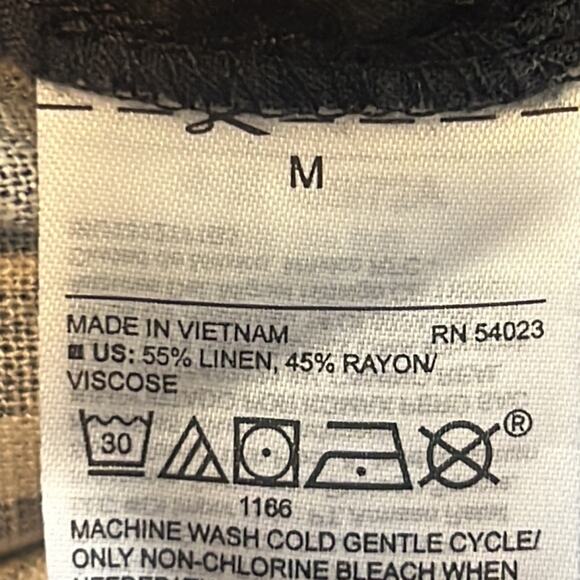 M
MADE IN VIETNAM RN 54023
US: 55% LINEN, 45% RAYON/
VISCOSE
30
®
1166
MACHINE WASH COLD GENTLE CYCLE/
ONLY NON-CHLORINE BLEACH WHEN